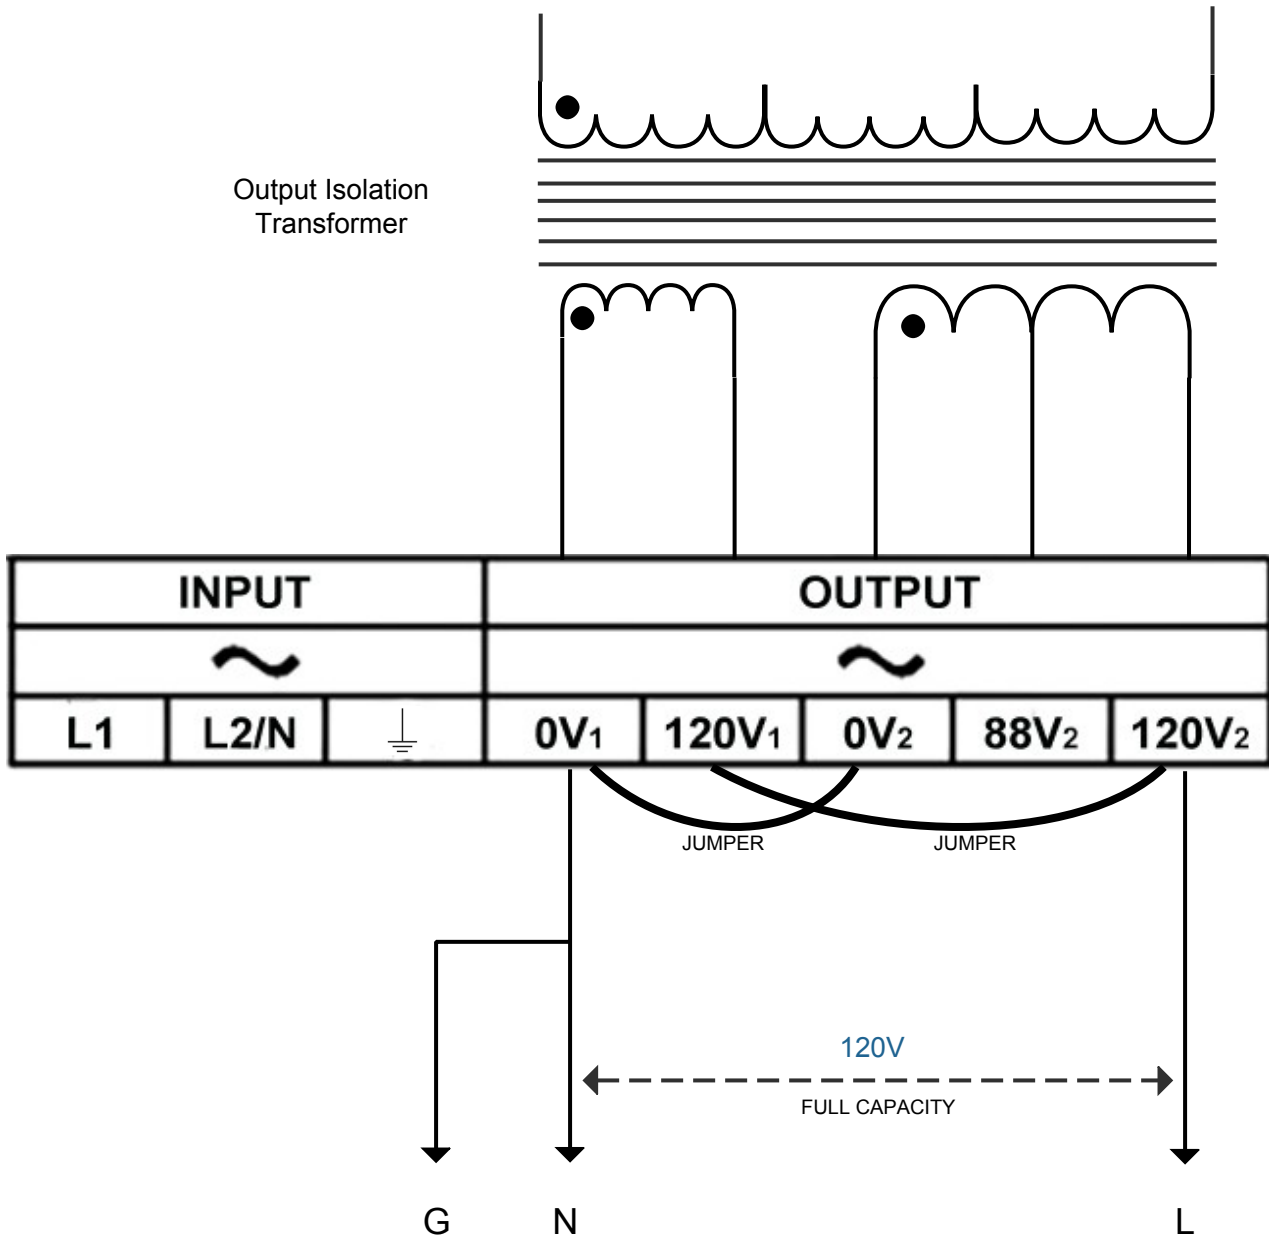 Output Isolation
Transformer
INPUT OUTPUT
L1 L2/N 0V1 120V1 0V2 88V2 120V2
JUMPER JUMPER
120V
FULL CAPACITY
G N L